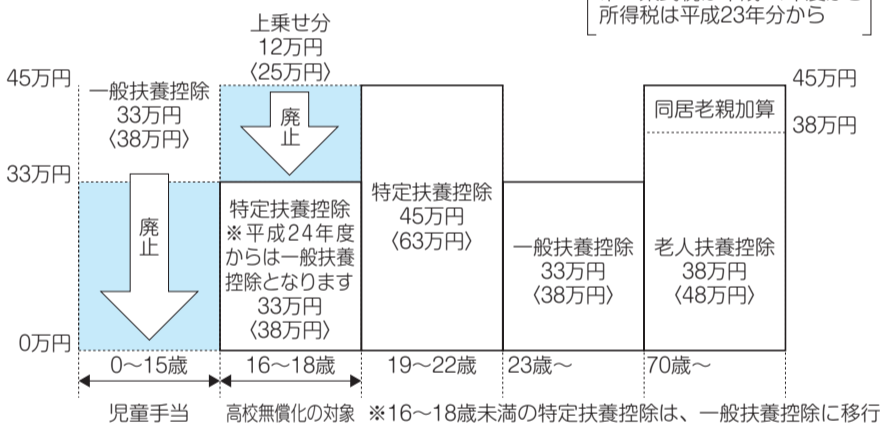 所得税は平成23年分から
上乗せ分
12万円
〈25万円〉
45万円
一般扶養控除
33万円
〈38万円〉
廃止
45万円
同居老親加算
38万円
33万円
廃止
特定扶養控除
※平成24年度
からは一般扶養
控除となります
33万円
〈38万円〉
特定扶養控除
45万円
〈63万円〉
一般扶養控除
33万円
〈38万円〉
老人扶養控除
38万円
〈48万円〉
0万円
0〜15歳
16〜18歳
19〜22歳
23歳〜
70歳〜
児童手当
高校無償化の対象
※16〜18歳未満の特定扶養控除は、一般扶養控除に移行